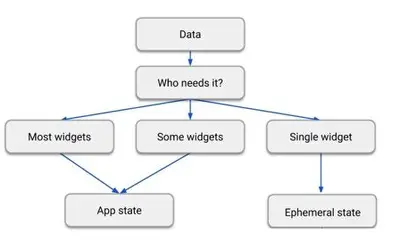 Data
Who needs it?
Most widgets
Some widgets
Single widget
App state
Ephemeral state